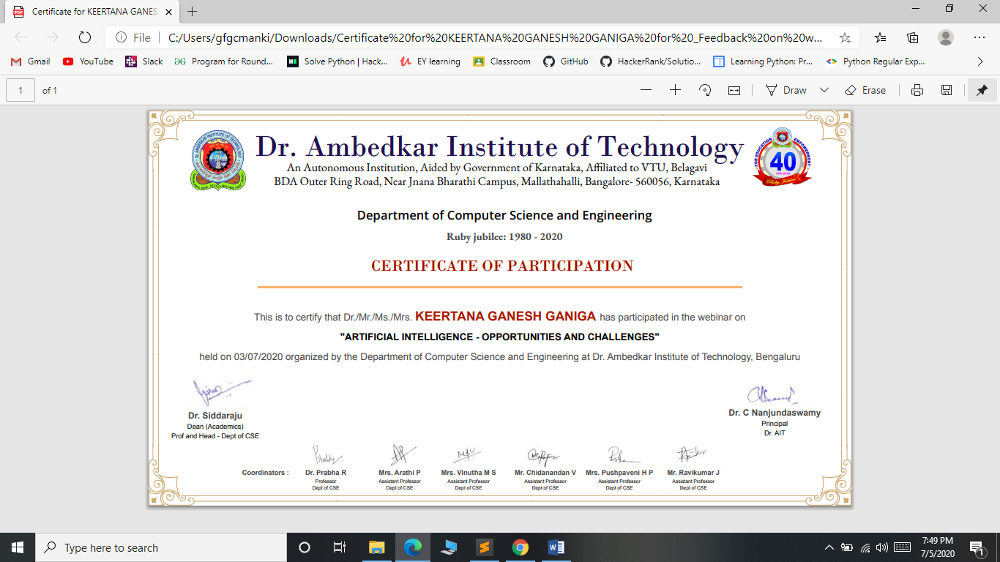 Certificate for KEERTANA GANES
File
C:/Users/gfgcmanki/Downloads/Certificate%20for%20KEERTANA%20GANESH%20GANIGA%20for%20_Feedback%20on%20w...
Gmail YouTube Slack Program for Round... Solve Python | Hack... EY learning Classroom GitHub HackerRank/Solutio... Learning Python: Pr... Python Regular Exp...
1 of 1 Draw Erase
Dr. Ambedkar Institute of Technology
An Autonomous Institution, Aided by Government of Karnataka, Affiliated to VTU, Belagavi
BDA Outer Ring Road, Near Jnana Bharathi Campus, Mallathahalli, Bangalore- 560056, Karnataka
FOR EDUCATION EMPOWERMENT
40
1980-2020
Ruby Jubilee
Department of Computer Science and Engineering
Ruby jubilee: 1980 - 2020
CERTIFICATE OF PARTICIPATION
This is to certify that Dr./Mr./Ms./Mrs. KEERTANA GANESH GANIGA has participated in the webinar on
"ARTIFICIAL INTELLIGENCE - OPPORTUNITIES AND CHALLENGES"
held on 03/07/2020 organized by the Department of Computer Science and Engineering at Dr. Ambedkar Institute of Technology, Bengaluru
Dr. Siddaraju
Dean (Academics)
Prof and Head - Dept of CSE
Dr. C Nanjundaswamy
Principal
Dr. AIT
Coordinators : Dr. Prabha R Mrs. Arathi P Mrs. Vinutha M S Mr. Chidanandan V Mrs. Pushpaveni H P Mr. Ravikumar J
Professor Assistant Professor Assistant Professor Assistant Professor Assistant Professor Assistant Professor
Dept of CSE Dept of CSE Dept of CSE Dept of CSE Dept of CSE Dept of CSE
Type here to search
7:49 PM
7/5/2020
1